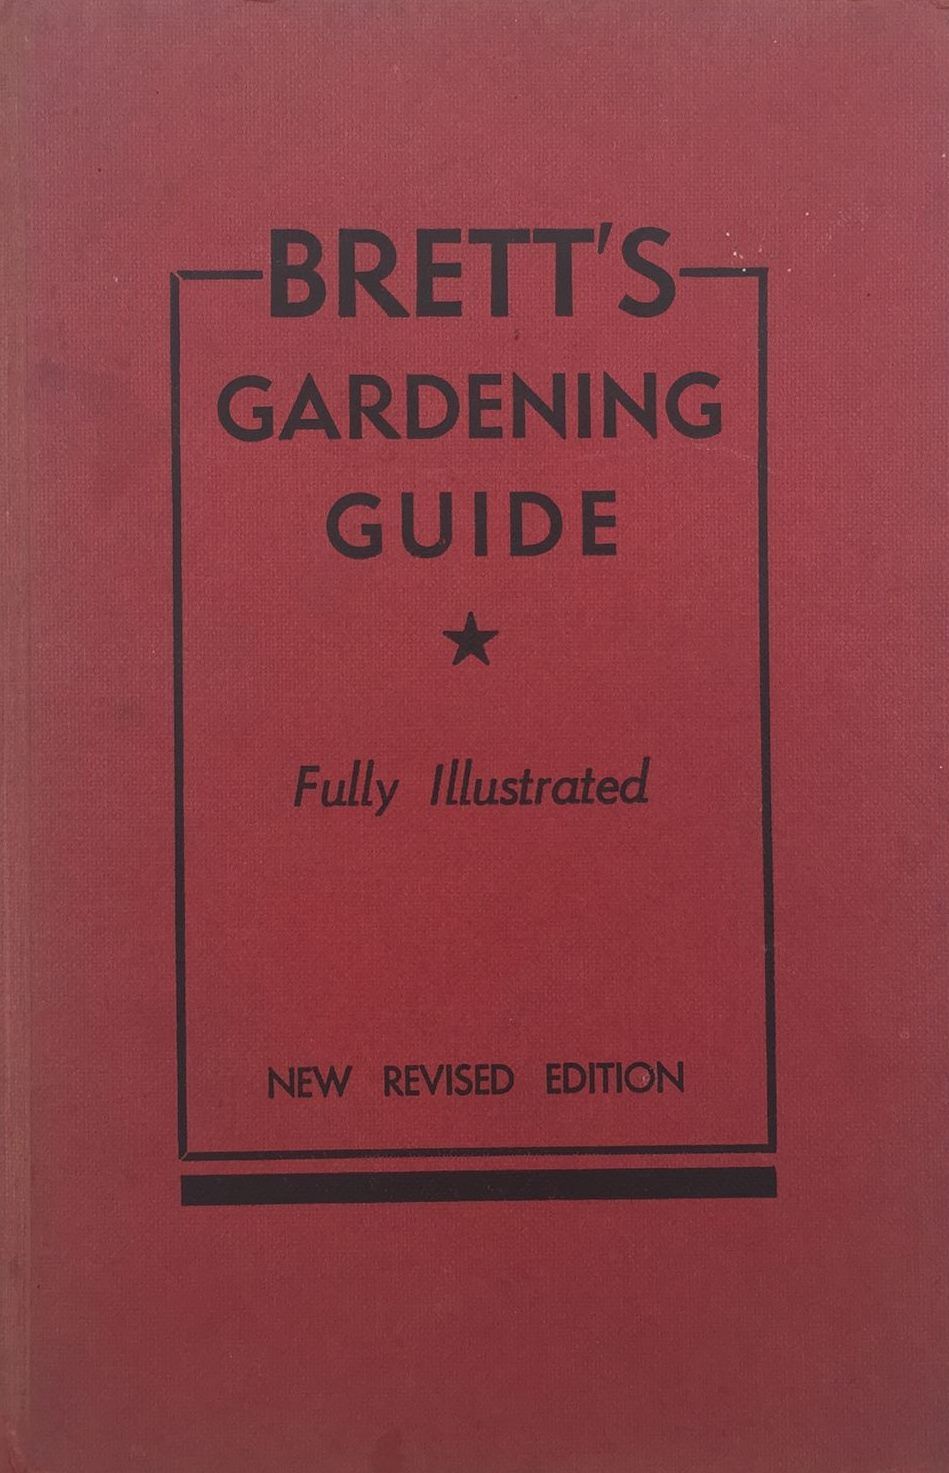 BRETT'S
GARDENING
GUIDE
Fully Illustrated
NEW REVISED EDITION